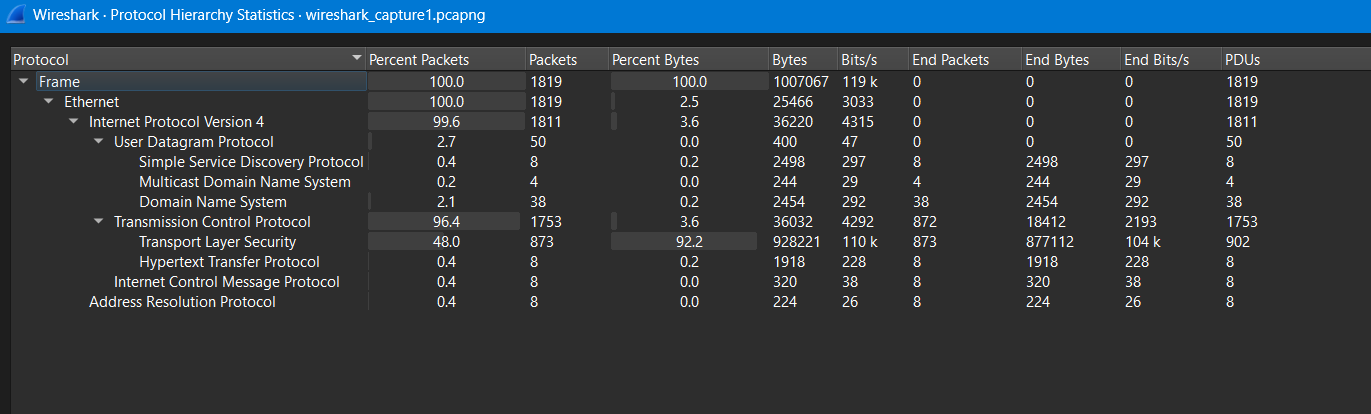 Wireshark · Protocol Hierarchy Statistics · wireshark_capture1.pcapng
Protocol Percent Packets Packets Percent Bytes Bytes Bits/s End Packets End Bytes End Bits/s PDUs
Frame 100.0 1819 100.0 1007067 119 k 0 0 0 1819
Ethernet 100.0 1819 2.5 25466 3033 0 0 0 1819
Internet Protocol Version 4 99.6 1811 3.6 36220 4315 0 0 0 1811
User Datagram Protocol 2.7 50 0.0 400 47 0 0 0 50
Simple Service Discovery Protocol 0.4 8 0.2 2498 297 8 2498 297 8
Multicast Domain Name System 0.2 4 0.0 244 29 4 244 29 4
Domain Name System 2.1 38 0.2 2454 292 38 2454 292 38
Transmission Control Protocol 96.4 1753 3.6 36032 4292 872 18412 2193 1753
Transport Layer Security 48.0 873 92.2 928221 110 k 873 877112 104 k 902
Hypertext Transfer Protocol 0.4 8 0.2 1918 228 8 1918 228 8
Internet Control Message Protocol 0.4 8 0.0 320 38 8 320 38 8
Address Resolution Protocol 0.4 8 0.0 224 26 8 224 26 8